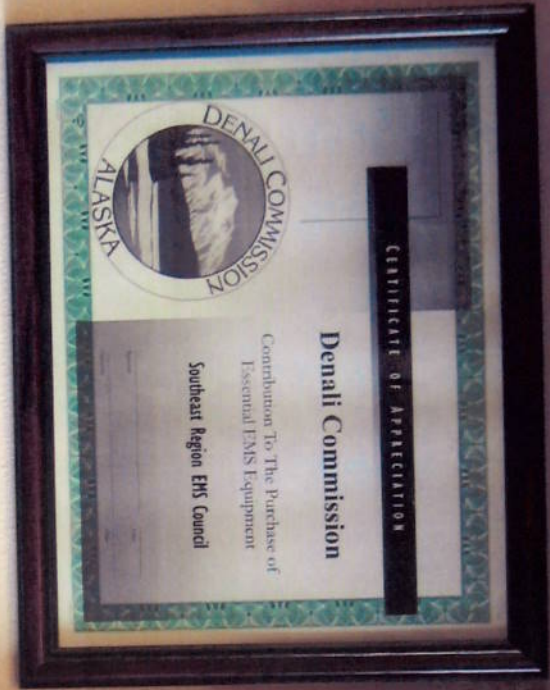 CERTIFICATE OF APPRECIATION
Denali Commission
Contribution To The Purchase of
Essential EMS Equipment
Southeast Region EMS Council
DENALI COMMISSION
ALASKA